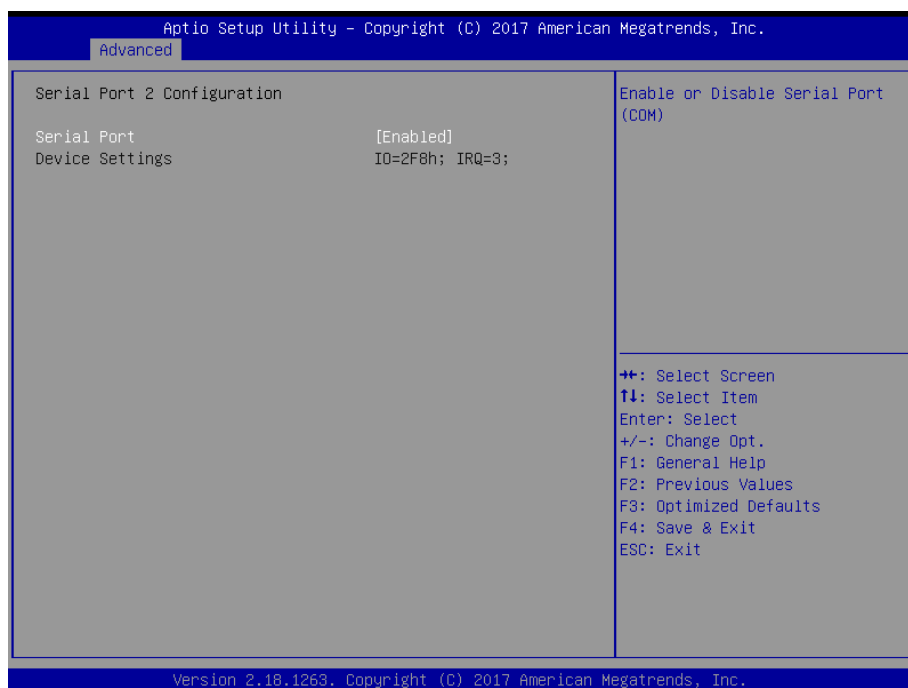 Aptio Setup Utility – Copyright (C) 2017 American Megatrends, Inc.
Advanced
Serial Port 2 Configuration
Serial Port [Enabled]
Device Settings IO=2F8h; IRQ=3;
Enable or Disable Serial Port
(COM)
→←: Select Screen
↑↓: Select Item
Enter: Select
+/-: Change Opt.
F1: General Help
F2: Previous Values
F3: Optimized Defaults
F4: Save & Exit
ESC: Exit
Version 2.18.1263. Copyright (C) 2017 American Megatrends, Inc.